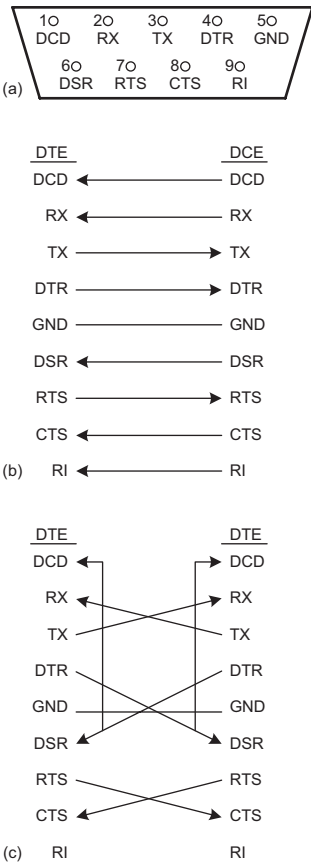 1 2 3 4 5
DCD RX TX DTR GND
6 7 8 9
DSR RTS CTS RI
(a)
DTE DCE
DCD DCD
RX RX
TX TX
DTR DTR
GND GND
DSR DSR
RTS RTS
CTS CTS
(b) RI RI
DTE DTE
DCD DCD
RX RX
TX TX
DTR DTR
GND GND
DSR DSR
RTS RTS
CTS CTS
(c) RI RI